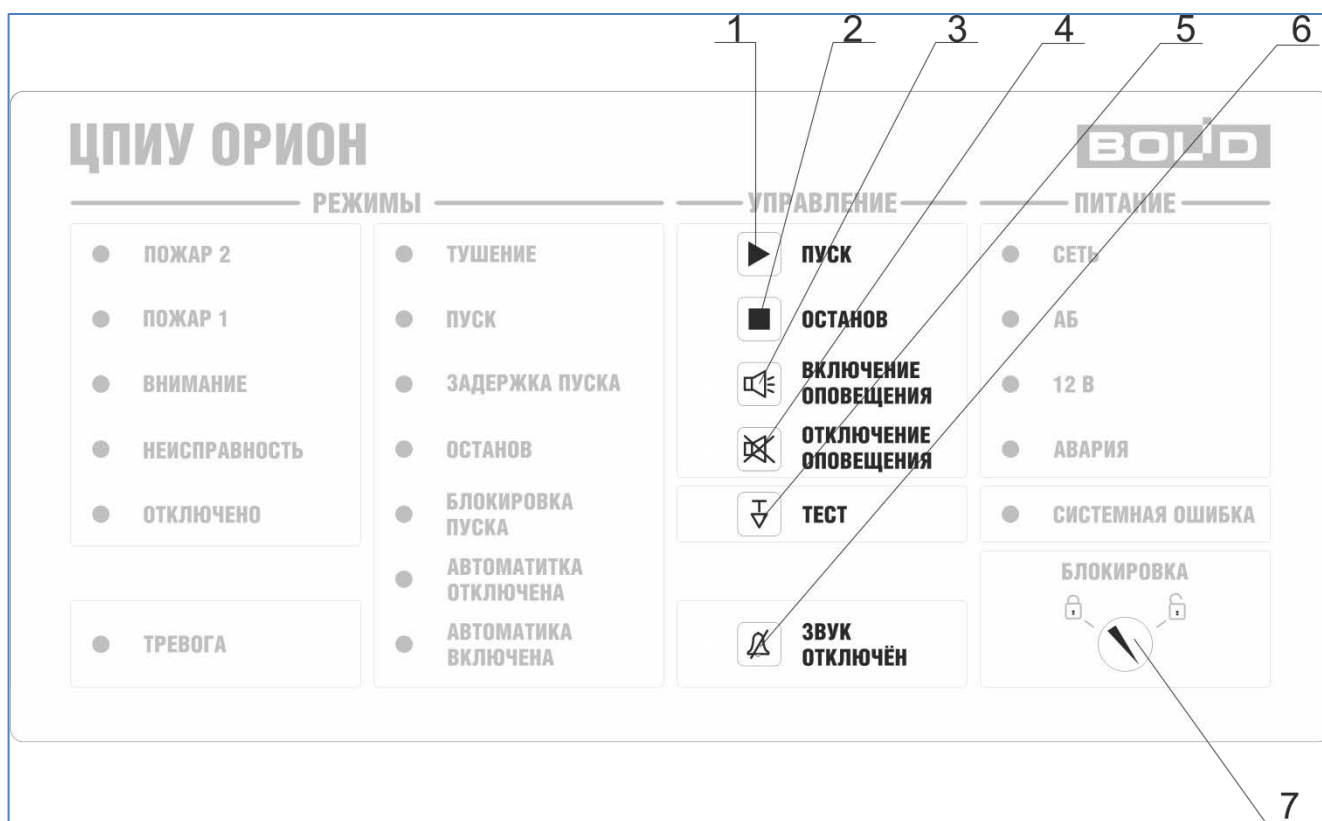 1 2 3 4 5 6
ЦПИУ ОРИОН
BOLID
РЕЖИМЫ
УПРАВЛЕНИЕ
ПИТАНИЕ
ПОЖАР 2
ПОЖАР 1
ВНИМАНИЕ
НЕИСПРАВНОСТЬ
ОТКЛЮЧЕНО
ТРЕВОГА
ТУШЕНИЕ
ПУСК
ЗАДЕРЖКА ПУСКА
ОСТАНОВ
БЛОКИРОВКА
ПУСКА
АВТОМАТИТКА
ОТКЛЮЧЕНА
АВТОМАТИКА
ВКЛЮЧЕНА
ПУСК
ОСТАНОВ
ВКЛЮЧЕНИЕ
ОПОВЕЩЕНИЯ
ОТКЛЮЧЕНИЕ
ОПОВЕЩЕНИЯ
ТЕСТ
ЗВУК
ОТКЛЮЧЁН
СЕТЬ
АБ
12 В
АВАРИЯ
СИСТЕМНАЯ ОШИБКА
БЛОКИРОВКА
7